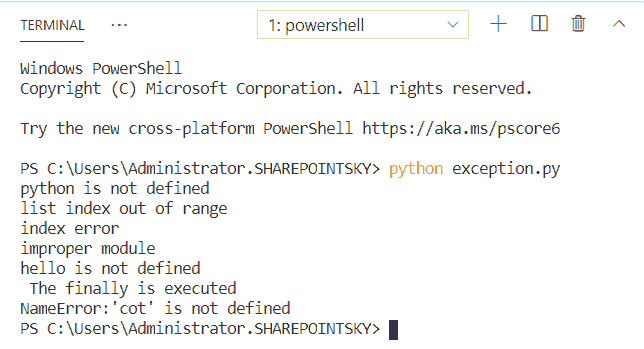 TERMINAL ... 1: powershell
Windows PowerShell
Copyright (C) Microsoft Corporation. All rights reserved.
Try the new cross-platform PowerShell https://aka.ms/pscore6
PS C:\Users\Administrator.SHAREPOINTSKY> python exception.py
python is not defined
list index out of range
index error
improper module
hello is not defined
 The finally is executed
NameError:'cot' is not defined
PS C:\Users\Administrator.SHAREPOINTSKY>